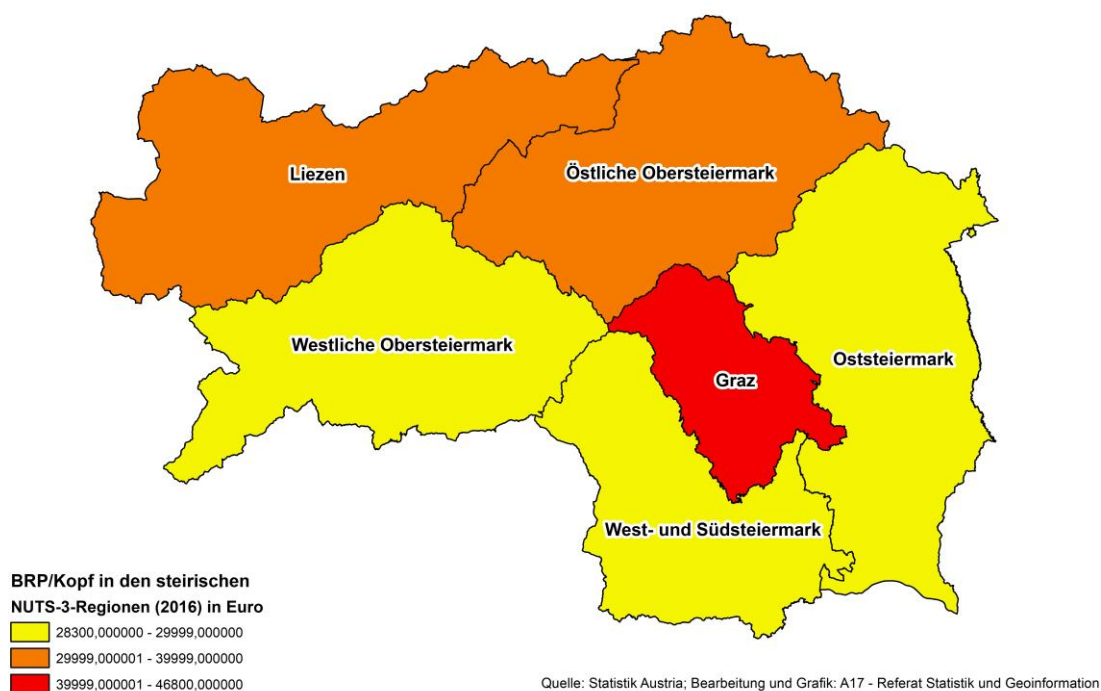 Liezen
Östliche Obersteiermark
Westliche Obersteiermark
Oststeiermark
Graz
West- und Südsteiermark
BRP/Kopf in den steirischen
NUTS-3-Regionen (2016) in Euro
28300,000000 - 29999,000000
29999,000001 - 39999,000000
39999,000001 - 46800,000000
Quelle: Statistik Austria; Bearbeitung und Grafik: A17 - Referat Statistik und Geoinformation